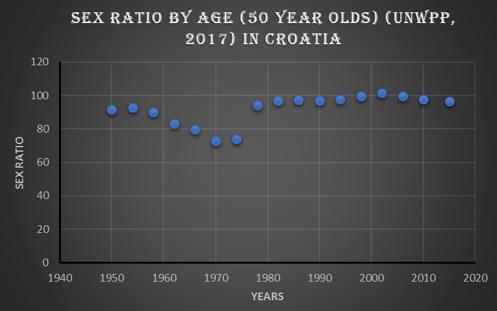 SEX RATIO BY AGE (50 YEAR OLDS) (UNWPP,
2017) IN CROATIA
120
100
80
60
40
20
0
SEX RATIO
1940 1950 1960 1970 1980 1990 2000 2010 2020
YEARS